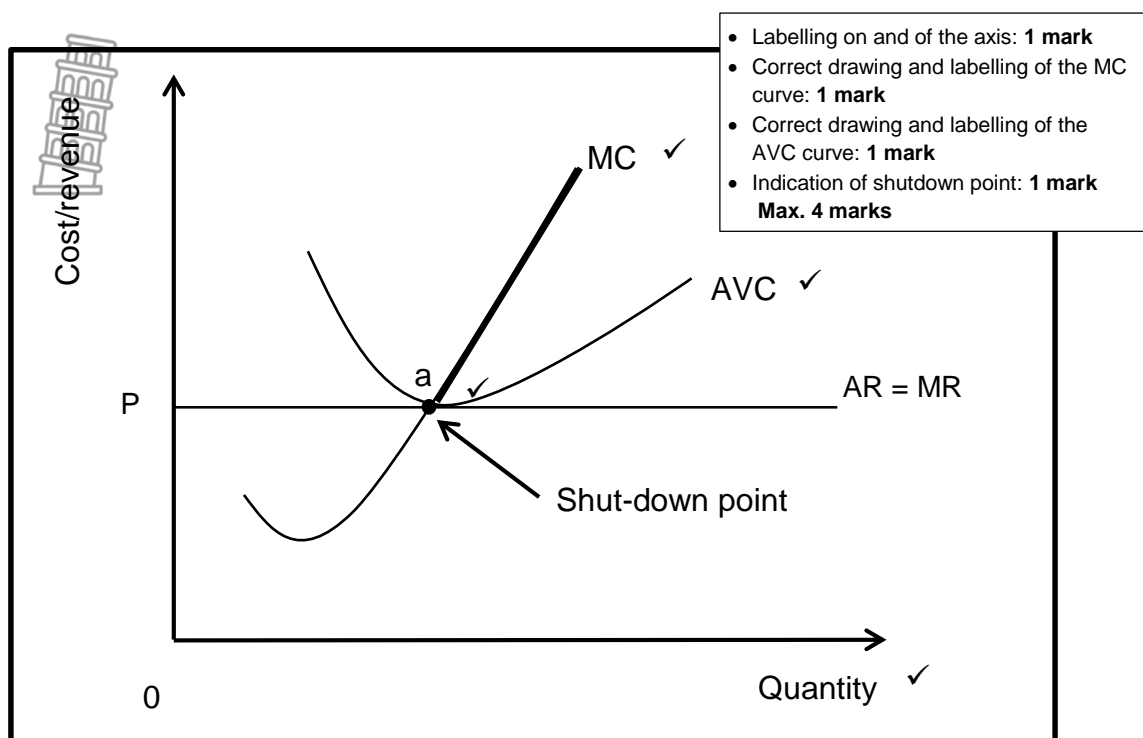 • Labelling on and of the axis: 1 mark
• Correct drawing and labelling of the MC
curve: 1 mark
• Correct drawing and labelling of the
AVC curve: 1 mark
• Indication of shutdown point: 1 mark
Max. 4 marks
Cost/revenue
MC ✓
AVC ✓
a ✓
P
AR = MR
Shut-down point
0
Quantity ✓